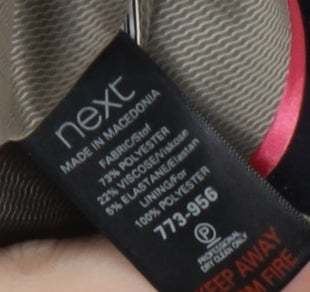 next
MADE IN MACEDONIA
FABRIC/Stof
73% POLYESTER
22% VISCOSE/Viskose
5% ELASTANE/Elastan
LINING/For
100% POLYESTER
773-956
P
PROFESSIONAL
DRY CLEAN ONLY
KEEP AWAY
FROM FIRE